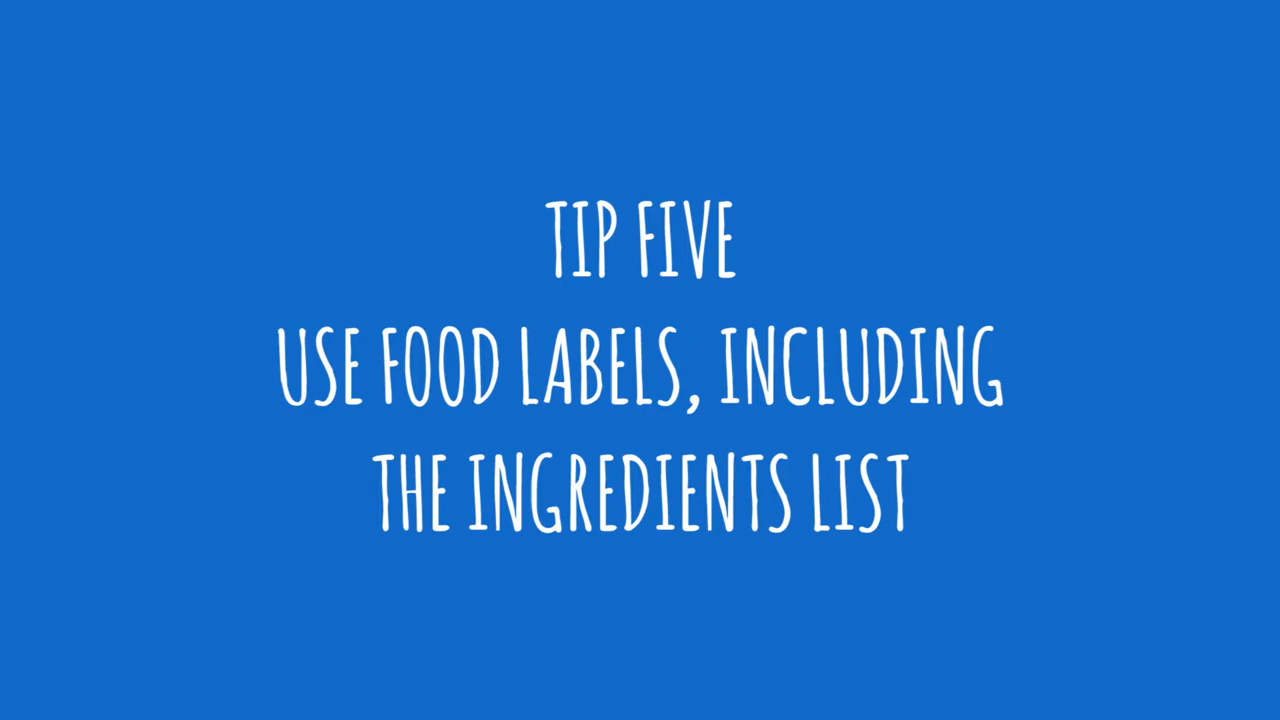 TIP FIVE
USE FOOD LABELS, INCLUDING
THE INGREDIENTS LIST